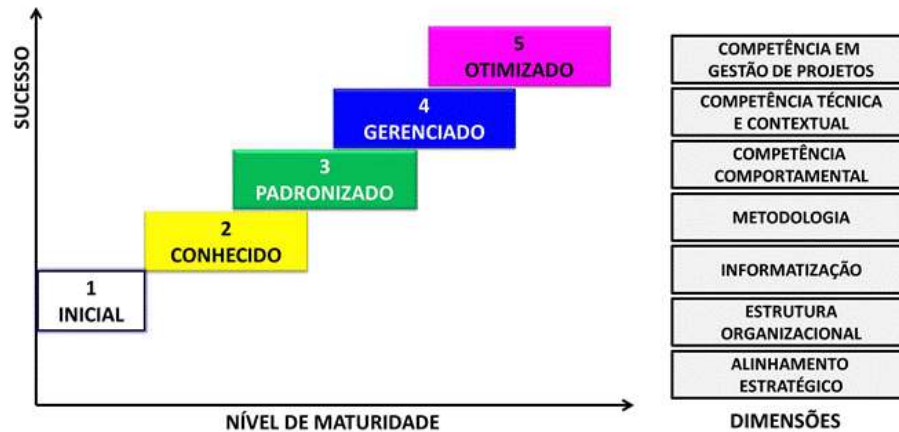 SUCESSO
5
OTIMIZADO
4
GERENCIADO
3
PADRONIZADO
2
CONHECIDO
1
INICIAL
NÍVEL DE MATURIDADE
COMPETÊNCIA EM
GESTÃO DE PROJETOS
COMPETÊNCIA TÉCNICA
E CONTEXTUAL
COMPETÊNCIA
COMPORTAMENTAL
METODOLOGIA
INFORMATIZAÇÃO
ESTRUTURA
ORGANIZACIONAL
ALINHAMENTO
ESTRATÉGICO
DIMENSÕES